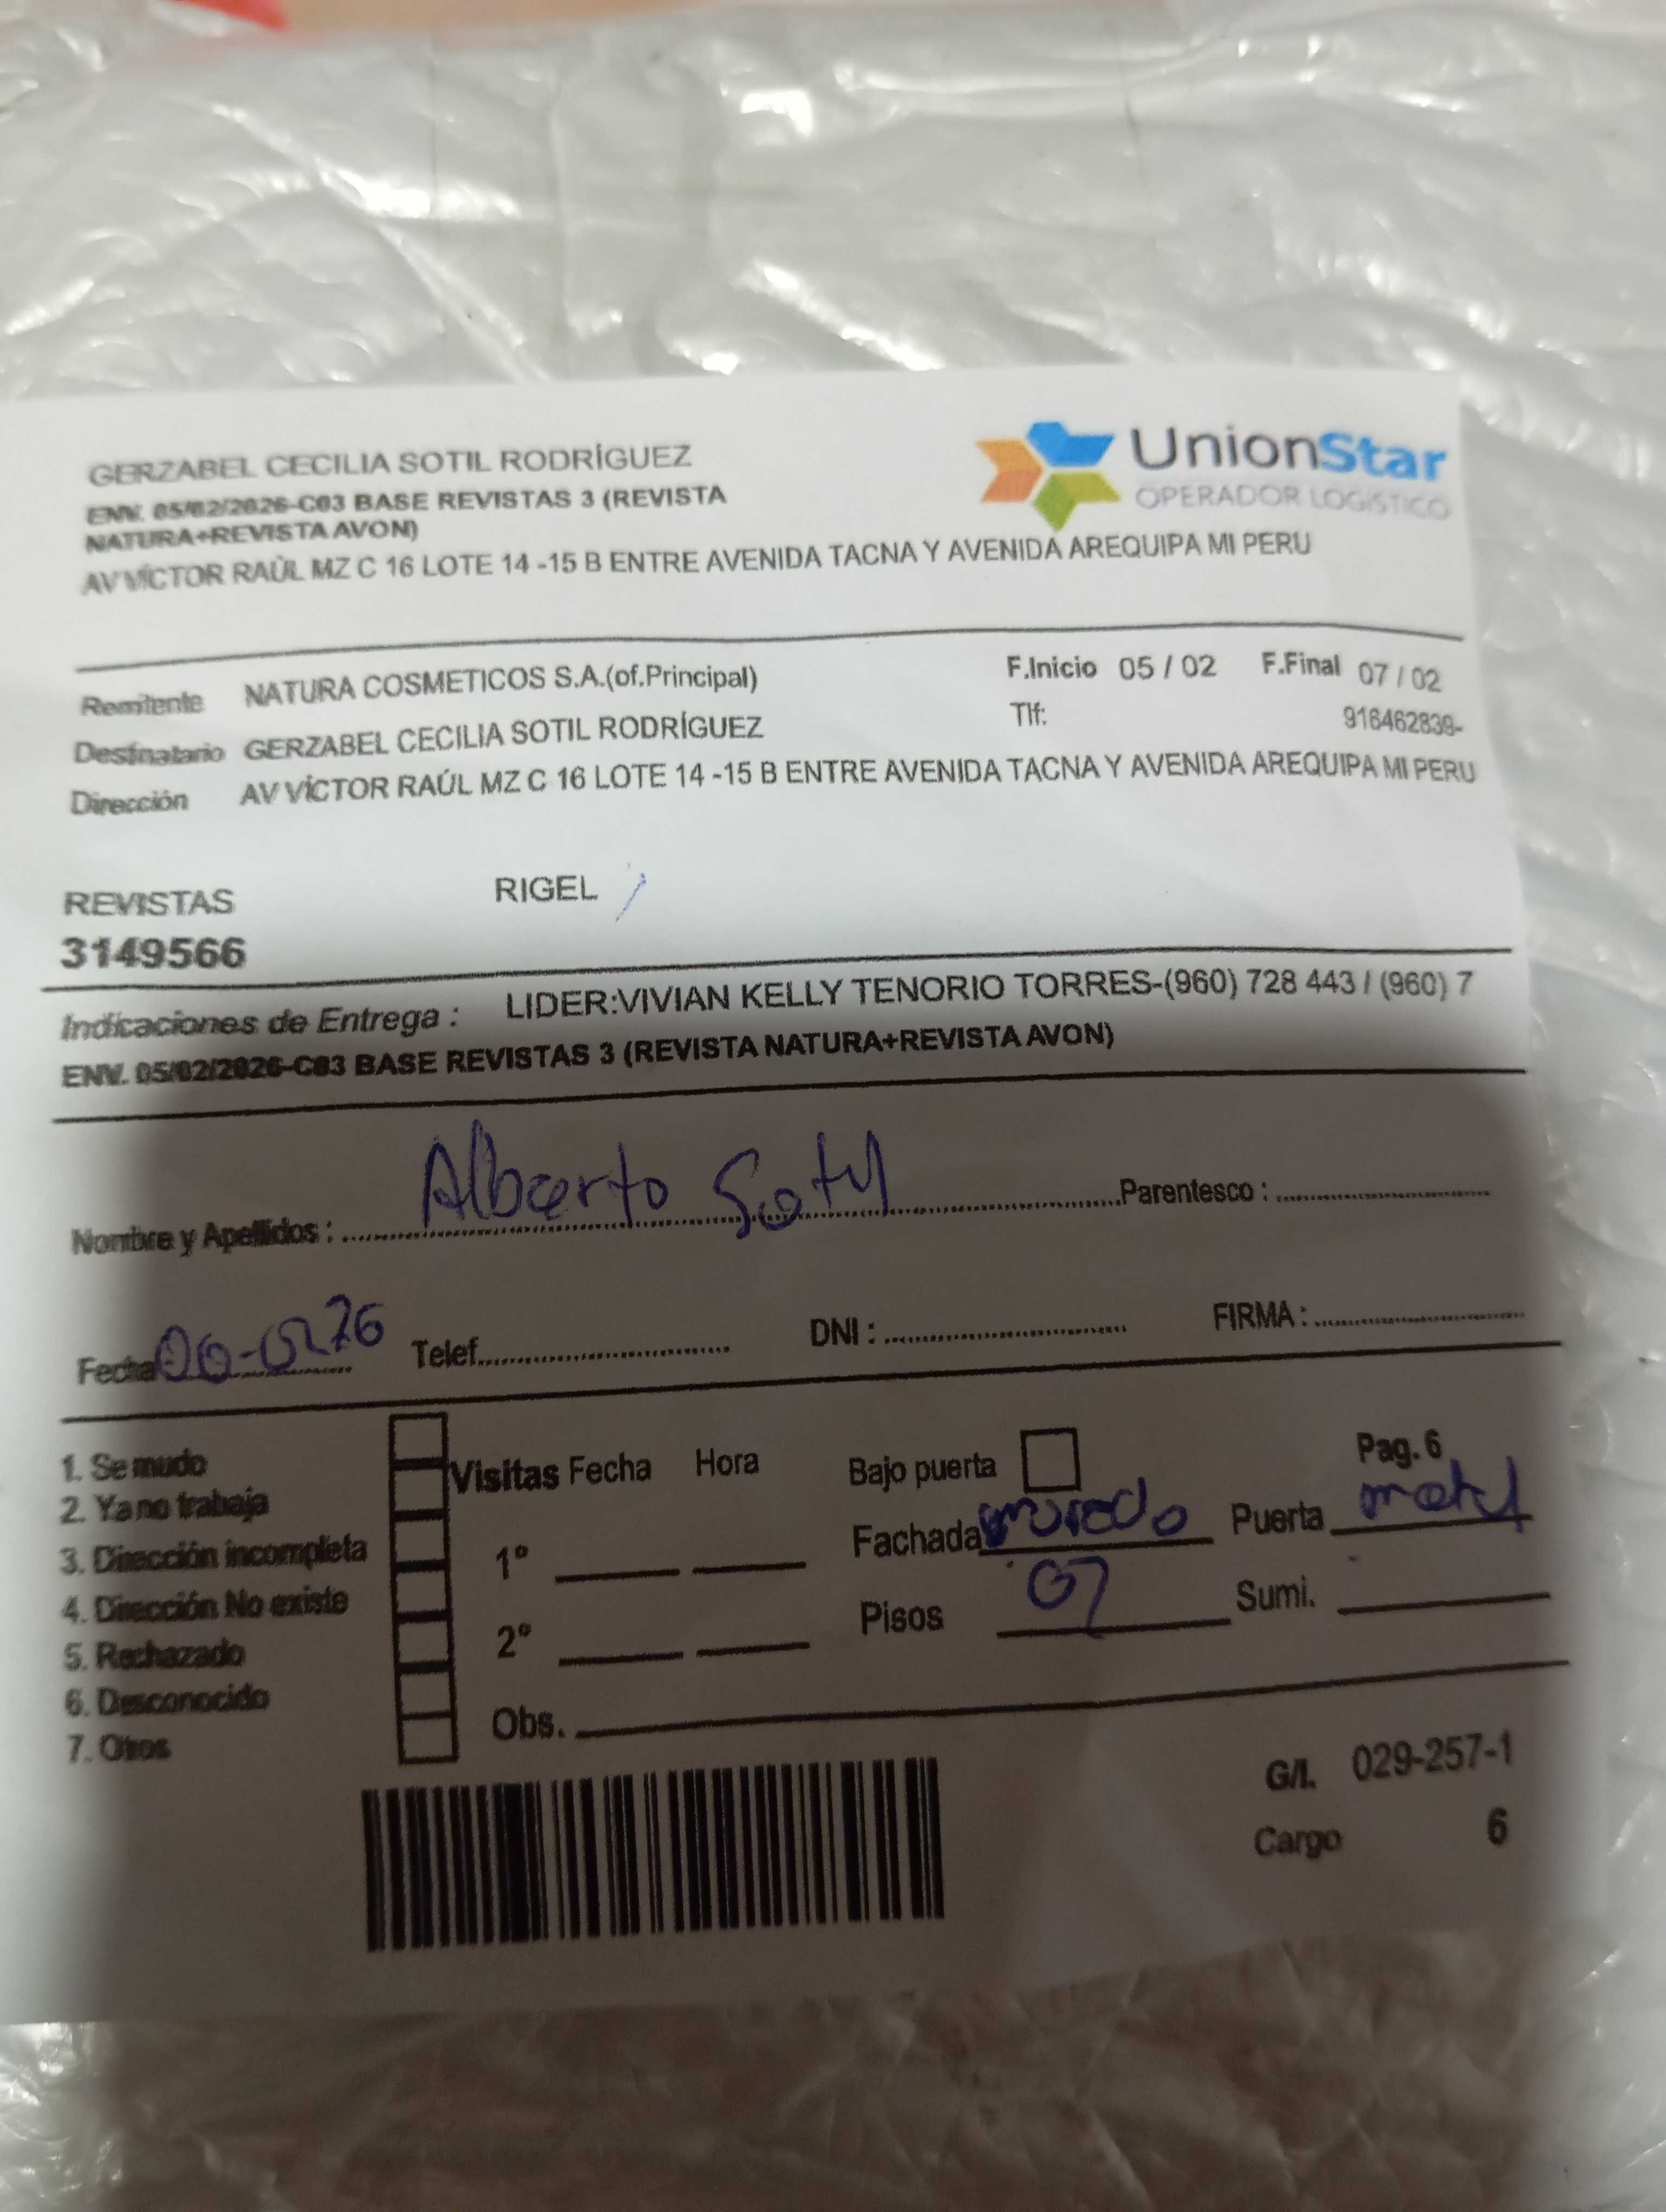 GERZABEL CECILIA SOTIL RODRÍGUEZ
ENV. 05/02/2026-C03 BASE REVISTAS 3 (REVISTA
NATURA+REVISTA AVON)
AV VÍCTOR RAÚL MZ C 16 LOTE 14 -15 B ENTRE AVENIDA TACNA Y AVENIDA AREQUIPA MI PERU
UnionStar
OPERADOR LOGÍSTICO
Remitente NATURA COSMETICOS S.A.(of.Principal) F.Inicio 05 / 02 F.Final 07 / 02
Destinatario GERZABEL CECILIA SOTIL RODRÍGUEZ Tlf: 916462839-
Dirección AV VÍCTOR RAÚL MZ C 16 LOTE 14 -15 B ENTRE AVENIDA TACNA Y AVENIDA AREQUIPA MI PERU
REVISTAS RIGEL
3149566
Indicaciones de Entrega : LIDER:VIVIAN KELLY TENORIO TORRES-(960) 728 443 / (960) 7
ENV. 05/02/2026-C03 BASE REVISTAS 3 (REVISTA NATURA+REVISTA AVON)
Nombre y Apellidos : Alberto Sotil Parentesco :
Fecha Telef. DNI : FIRMA :
1. Se mudo
2. Ya no trabaja
3. Dirección incompleta
4. Dirección No existe
5. Rechazado
6. Desconocido
7. Otros
Visitas Fecha Hora
1°
2°
Obs.
Bajo puerta Pag. 6
Fachada Puerta
Pisos Sumi.
G/I. 029-257-1
Cargo 6